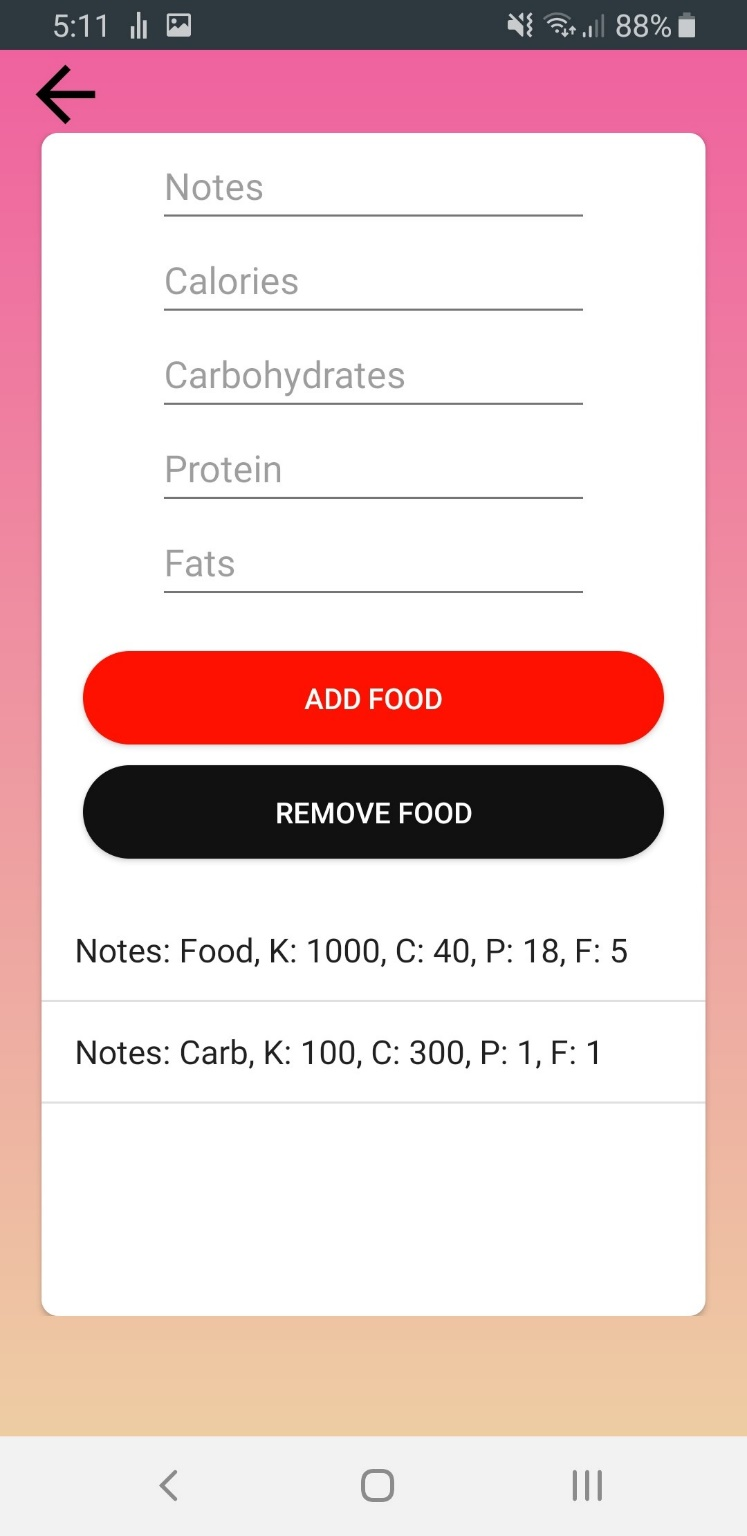 5:11 88%
Notes
Calories
Carbohydrates
Protein
Fats
ADD FOOD
REMOVE FOOD
Notes: Food, K: 1000, C: 40, P: 18, F: 5
Notes: Carb, K: 100, C: 300, P: 1, F: 1